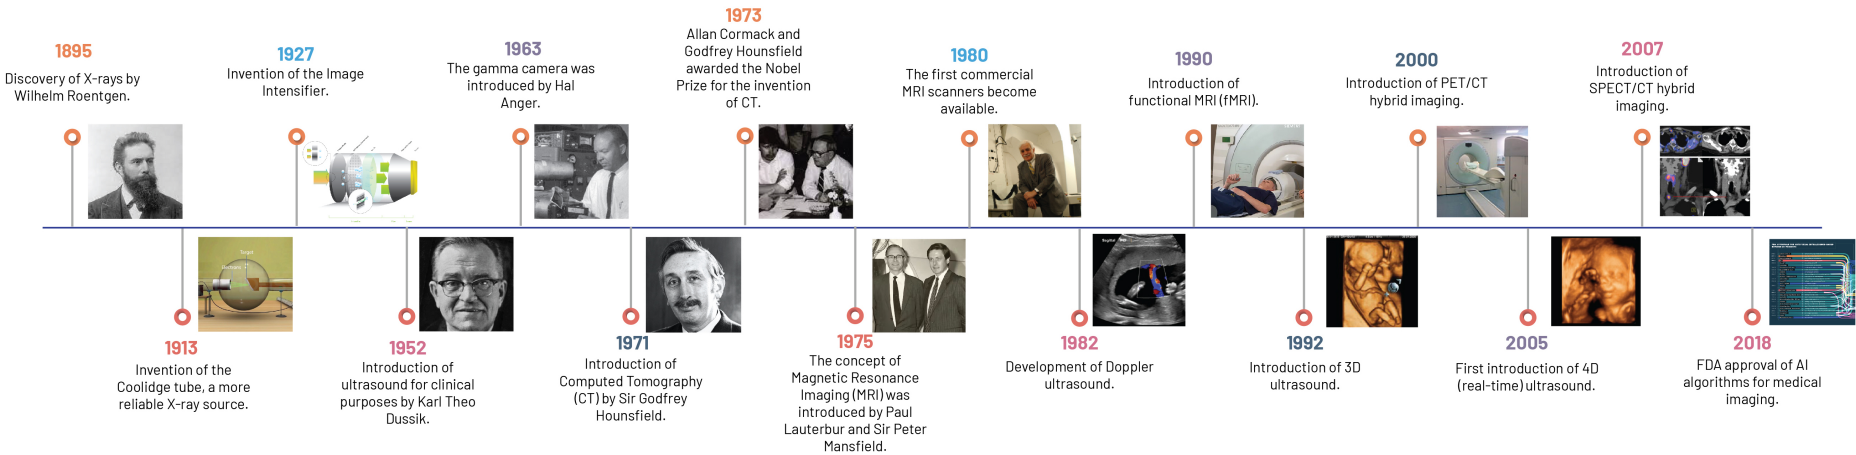 1895
Discovery of X-rays by
Wilhelm Roentgen.
1913
Invention of the
Coolidge tube, a more
reliable X-ray source.
1927
Invention of the Image
Intensifier.
1952
Introduction of
ultrasound for clinical
purposes by Karl Theo
Dussik.
1963
The gamma camera was
introduced by Hal
Anger.
1971
Introduction of
Computed Tomography
(CT) by Sir Godfrey
Hounsfield.
1973
Allan Cormack and
Godfrey Hounsfield
awarded the Nobel
Prize for the invention
of CT.
1975
The concept of
Magnetic Resonance
Imaging (MRI) was
introduced by Paul
Lauterbur and Sir Peter
Mansfield.
1980
The first commercial
MRI scanners become
available.
1982
Development of Doppler
ultrasound.
1990
Introduction of
functional MRI (fMRI).
1992
Introduction of 3D
ultrasound.
2000
Introduction of PET/CT
hybrid imaging.
2005
First introduction of 4D
(real-time) ultrasound.
2007
Introduction of
SPECT/CT hybrid
imaging.
2018
FDA approval of AI
algorithms for medical
imaging.
Target
Electrons